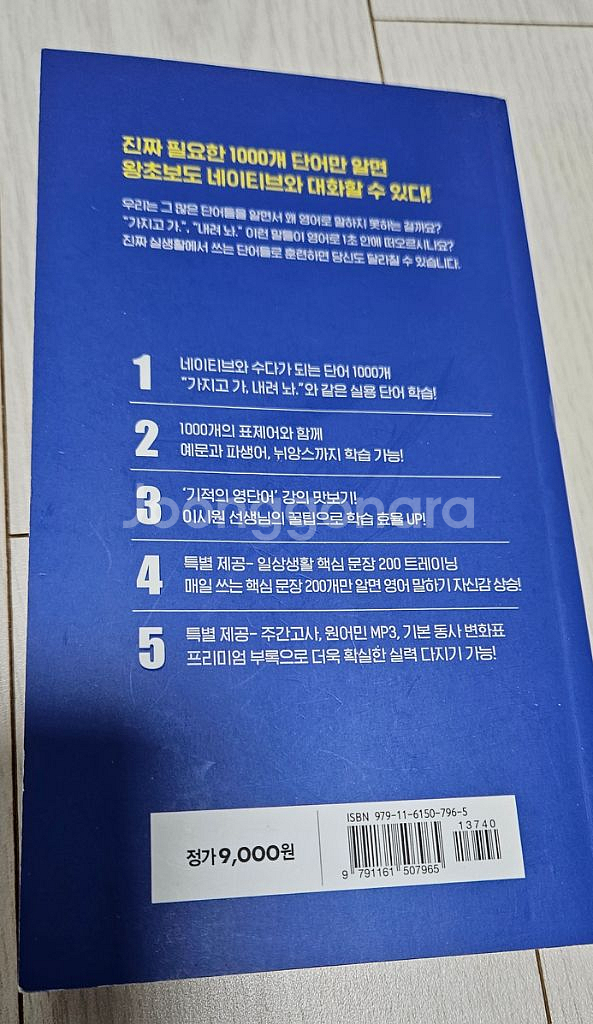 진짜 필요한 1000개 단어만 알면
왕초보도 네이티브와 대화할 수 있다!
우리는 그 많은 단어들을 알면서 왜 영어로 말하지 못하는 걸까요?
"가지고 가.", "내려 놔." 이런 말들이 영어로 1초 안에 떠오르시나요?
진짜 실생활에서 쓰는 단어들로 훈련하면 당신도 달라질 수 있습니다.
1 네이티브와 수다가 되는 단어 1000개
"가지고 가, 내려 놔."와 같은 실용 단어 학습!
2 1000개의 표제어와 함께
예문과 파생어, 뉘앙스까지 학습 가능!
3 '기적의 영단어' 강의 맛보기!
이시원 선생님의 꿀팁으로 학습 효율 UP!
Joonggonara
4 특별 제공- 일상생활 핵심 문장 200 트레이닝
매일 쓰는 핵심 문장 200개만 알면 영어 말하기 자신감 상승!
5 특별 제공- 주간고사, 원어민 MP3, 기본 동사 변화표
프리미엄 부록으로 더욱 확실한 실력 다지기 가능!
정가 9,000원
ISBN 979-11-6150-796-5
13740
9 791161 507965